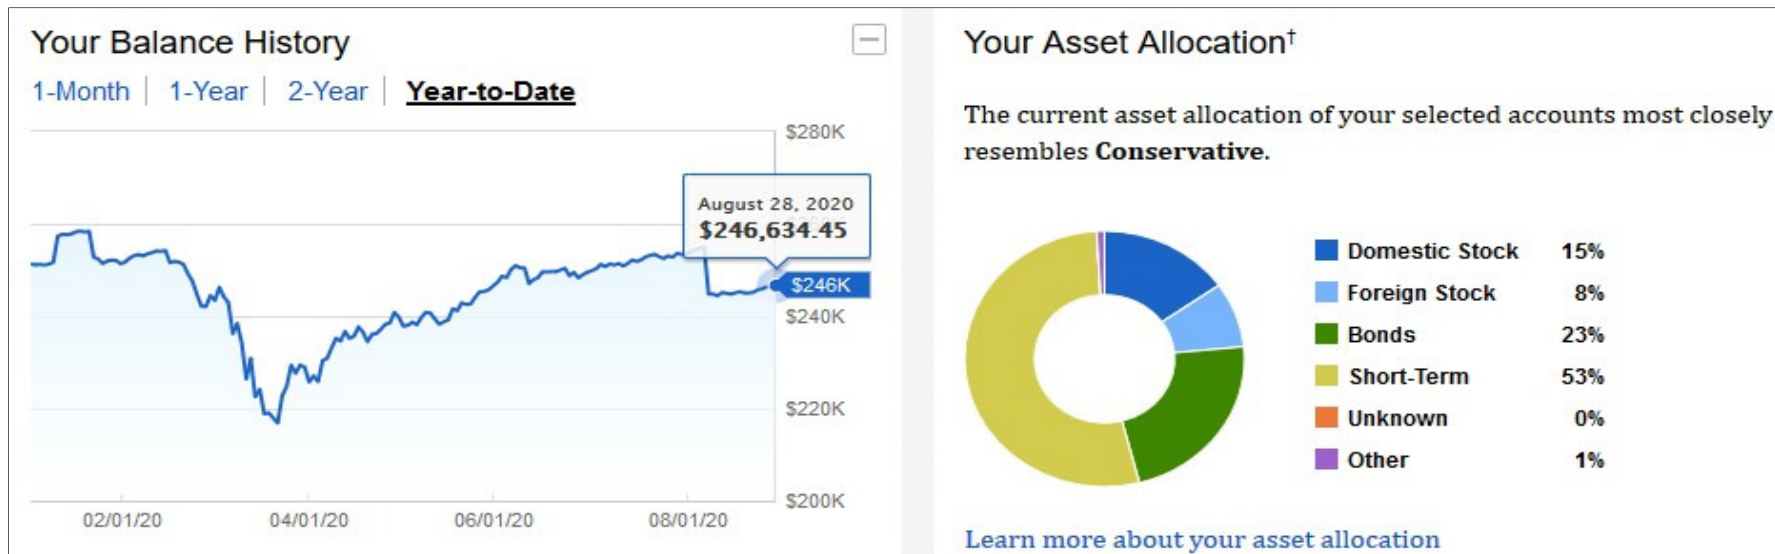 Your Balance History
1-Month | 1-Year | 2-Year | Year-to-Date
$280K
August 28, 2020
$246,634.45
$246K
$240K
$220K
$200K
02/01/20 04/01/20 06/01/20 08/01/20
Your Asset Allocation†
The current asset allocation of your selected accounts most closely
resembles Conservative.
Domestic Stock 15%
Foreign Stock 8%
Bonds 23%
Short-Term 53%
Unknown 0%
Other 1%
Learn more about your asset allocation